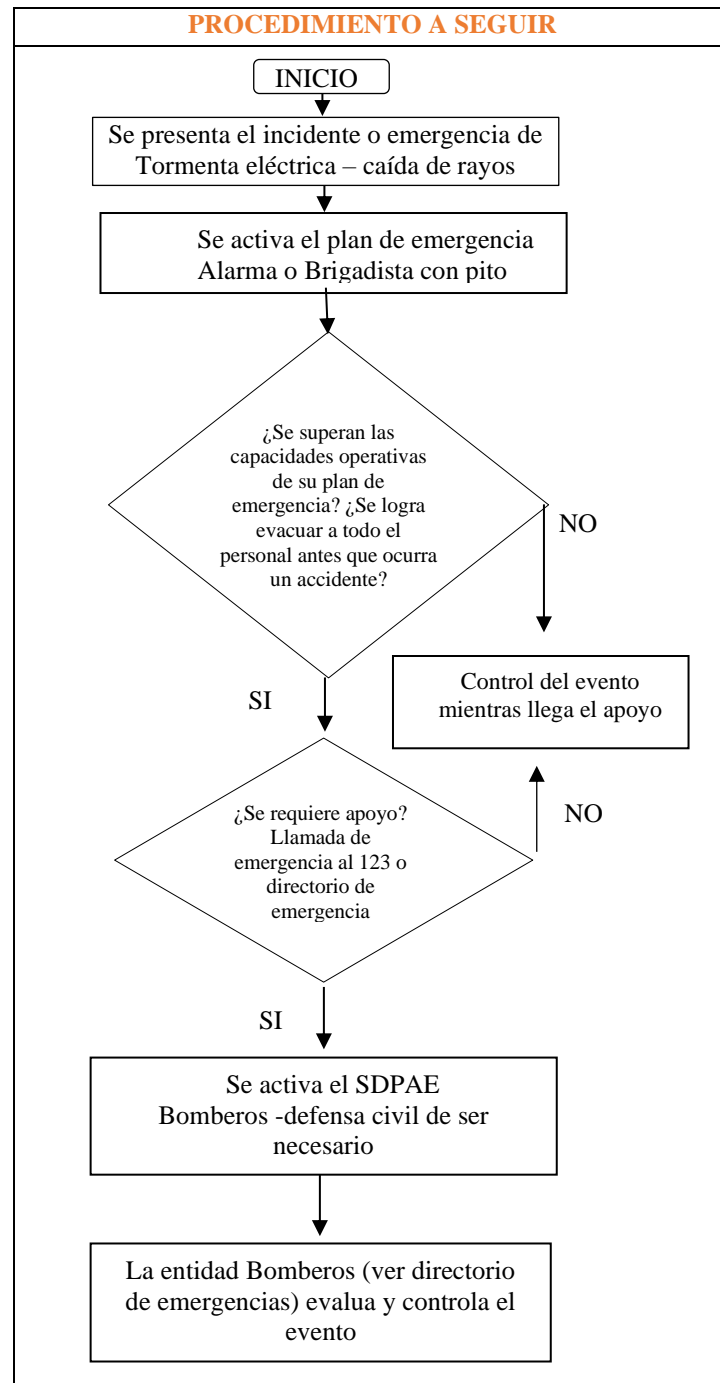 PROCEDIMIENTO A SEGUIR
INICIO
Se presenta el incidente o emergencia de
Tormenta eléctrica – caída de rayos
Se activa el plan de emergencia
Alarma o Brigadista con pito
¿Se superan las
capacidades operativas
de su plan de
emergencia? ¿Se logra
evacuar a todo el
personal antes que ocurra
un accidente?
NO
Control del evento
mientras llega el apoyo
SI
¿Se requiere apoyo?
Llamada de
emergencia al 123 o
directorio de
emergencia
NO
SI
Se activa el SDPAE
Bomberos -defensa civil de ser
necesario
La entidad Bomberos (ver directorio
de emergencias) evalua y controla el
evento